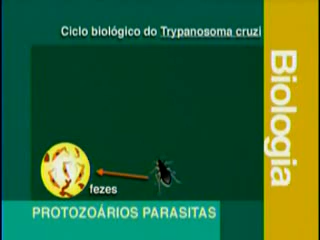 Ciclo biológico do Trypanosoma cruzi
Biologia
fezes
PROTOZOÁRIOS PARASITAS